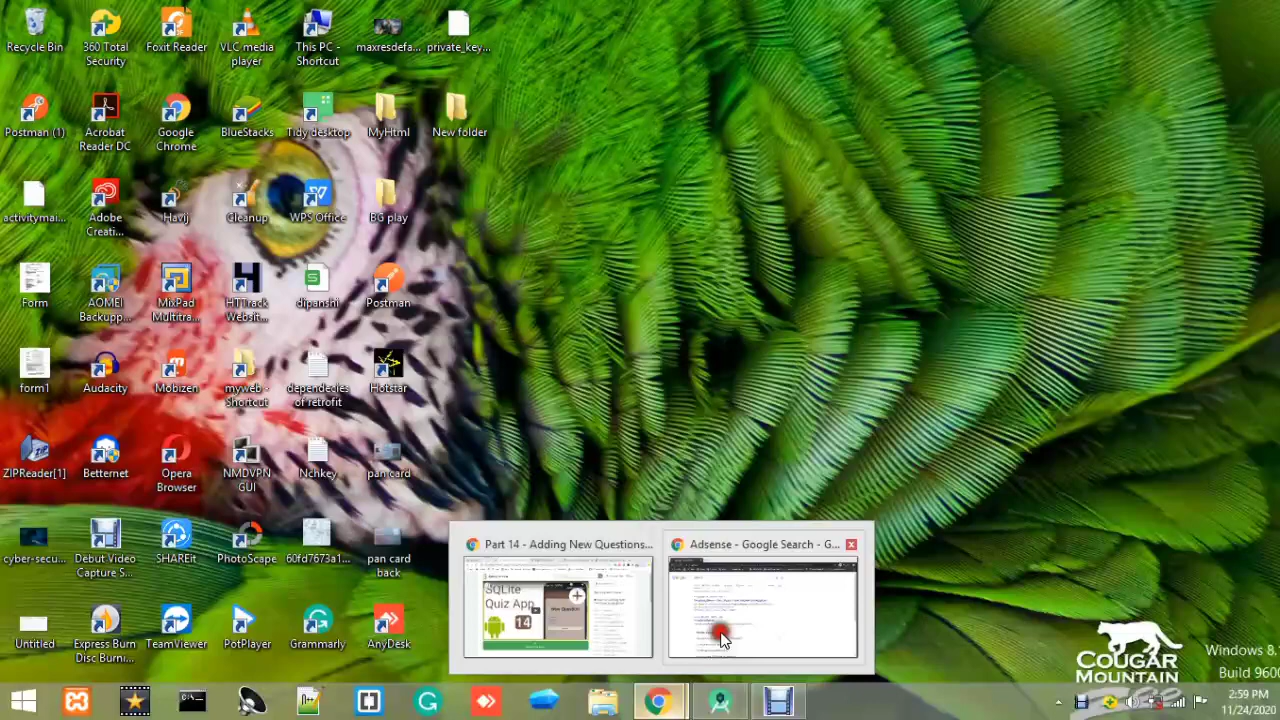 Recycle Bin
360 Total
Security
Foxit Reader
VLC media
player
This PC -
Shortcut
maxresdefa...
private_key...
Postman (1)
Acrobat
Reader DC
Google
Chrome
BlueStacks
Tidy desktop
MyHtml
New folder
activitymai...
Adobe
Creati...
Havij
Cleanup
WPS Office
BG play
Form
AOMEI
Backupp...
MixPad
Multitra...
HTTrack
Websit...
dipanshi
Postman
form1
Audacity
Mobizen
myweb -
Shortcut
dependecies
of retrofit
Hotstar
ZIPReader[1]
Betternet
Opera
Browser
NMDVPN
GUI
Nchkey
pan card
cyber-secu...
Debut Video
Capture S...
SHAREit
PhotoScape
60fd7673a1...
pan card
back
Untitled
Express Burn
Disc Burn...
TeamViewer
PotPlayer
Grammarly
AnyDesk
Part 14 - Adding New Questions...
Adsense - Google Search - G...
SQLite
Quiz App
14
COUGAR
MOUNTAIN
Windows 8.
Build 9600
2:59 PM
11/24/2020